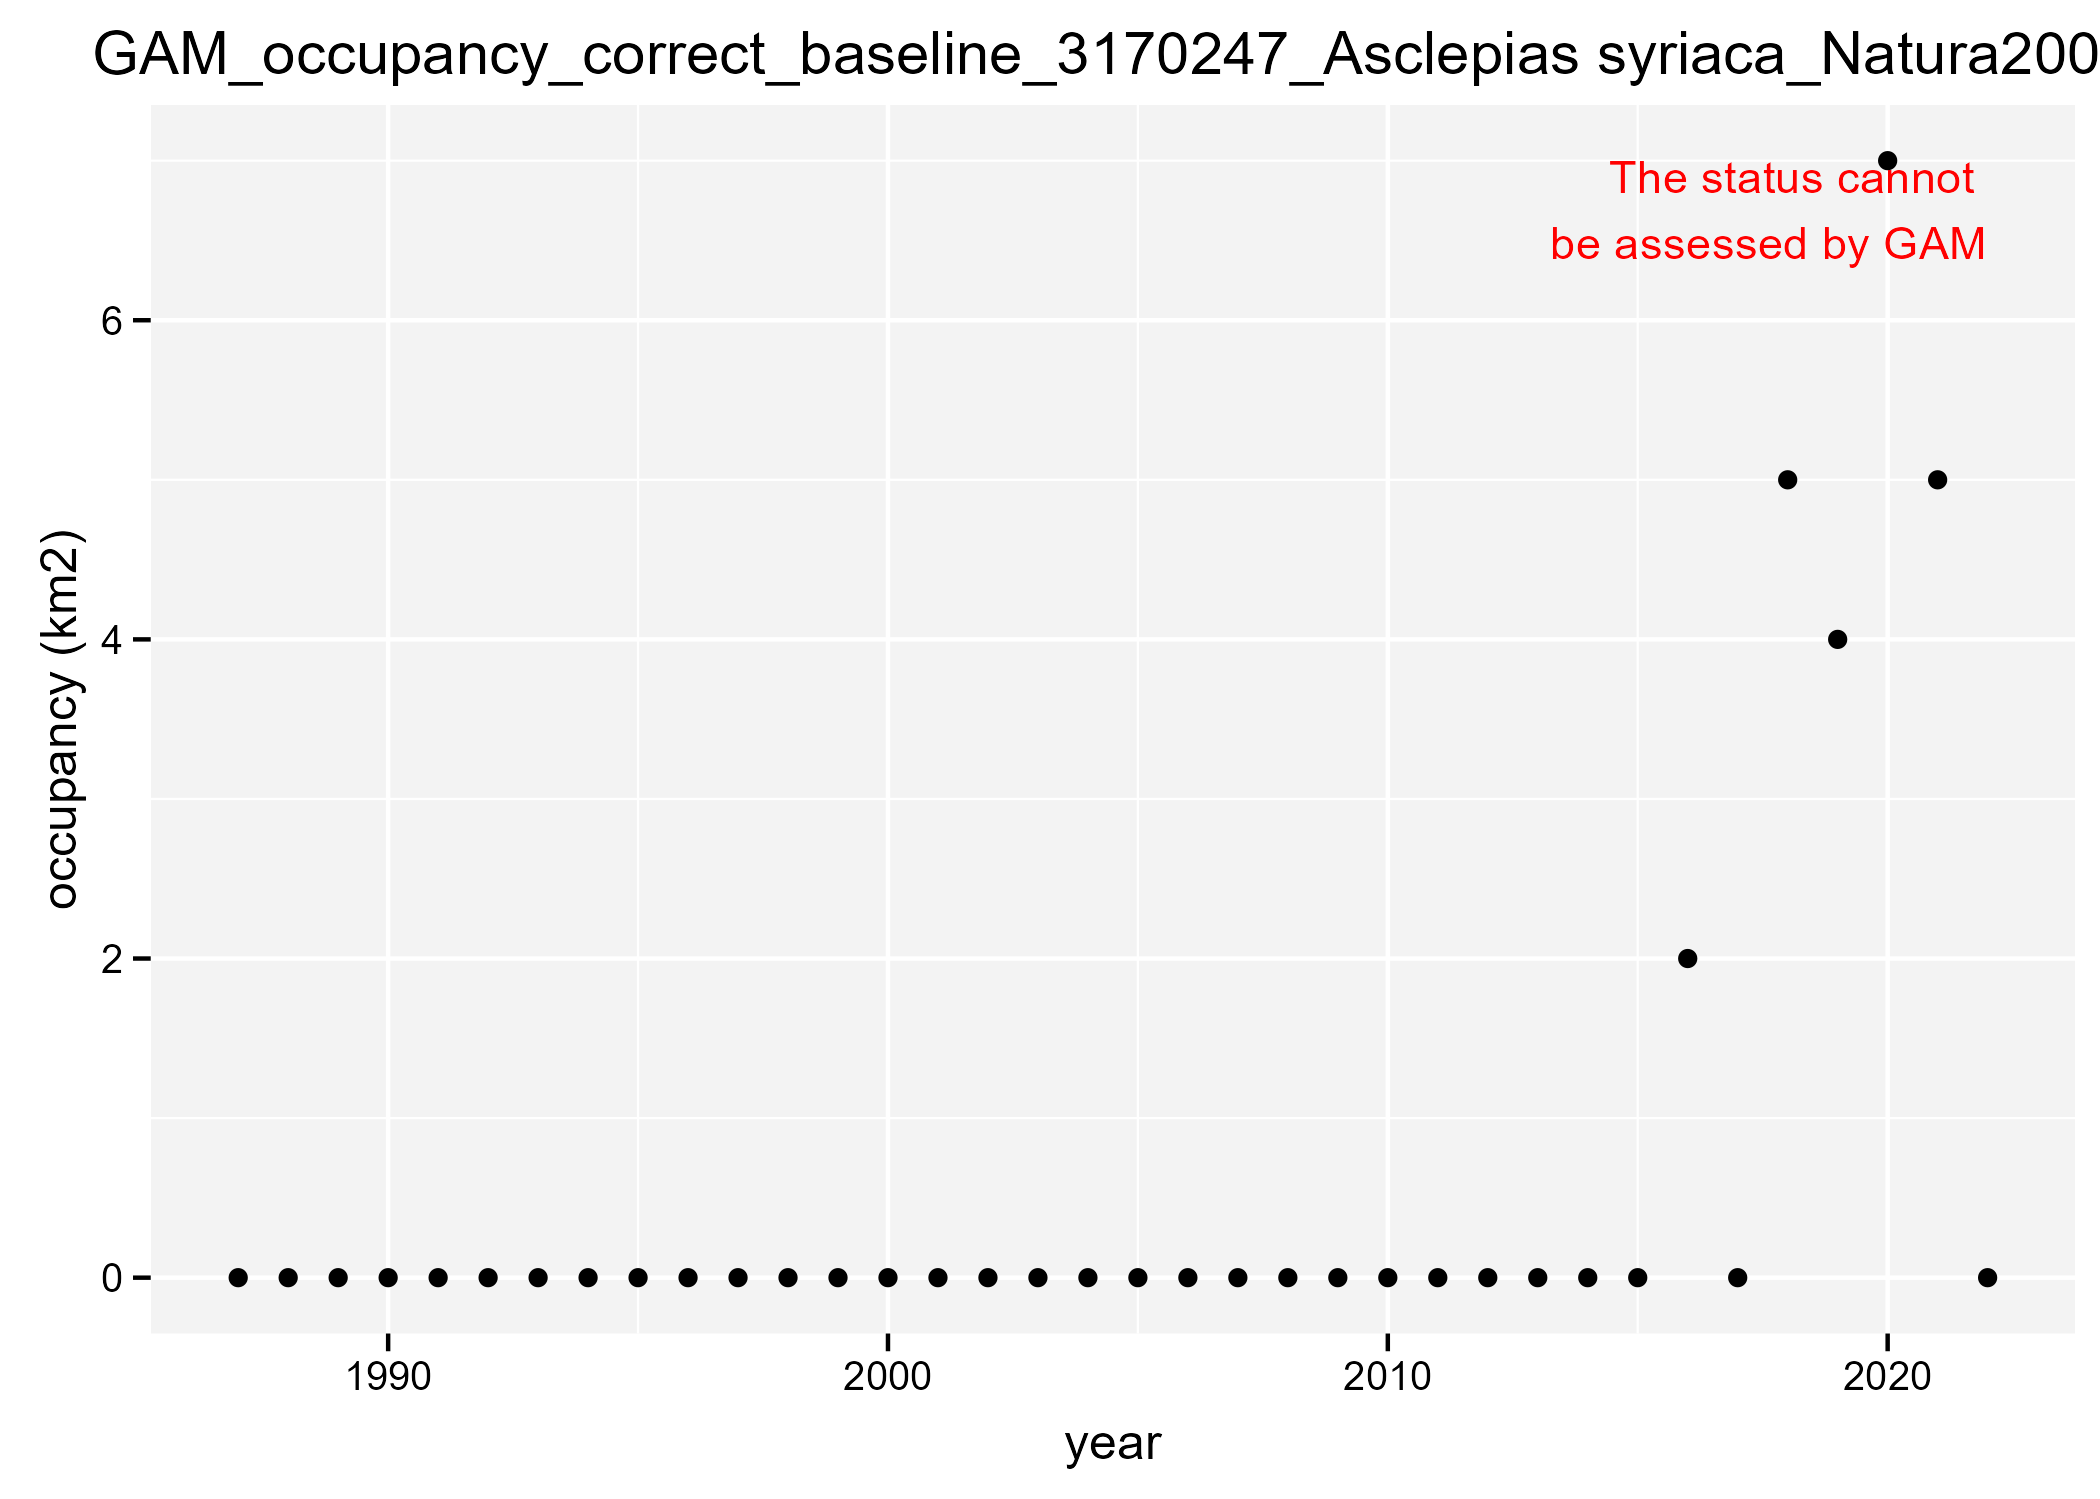 GAM_occupancy_correct_baseline_3170247_Asclepias syriaca_Natura200
The status cannot
be assessed by GAM
6
4
2
0
occupancy (km2)
1990 2000 2010 2020
year